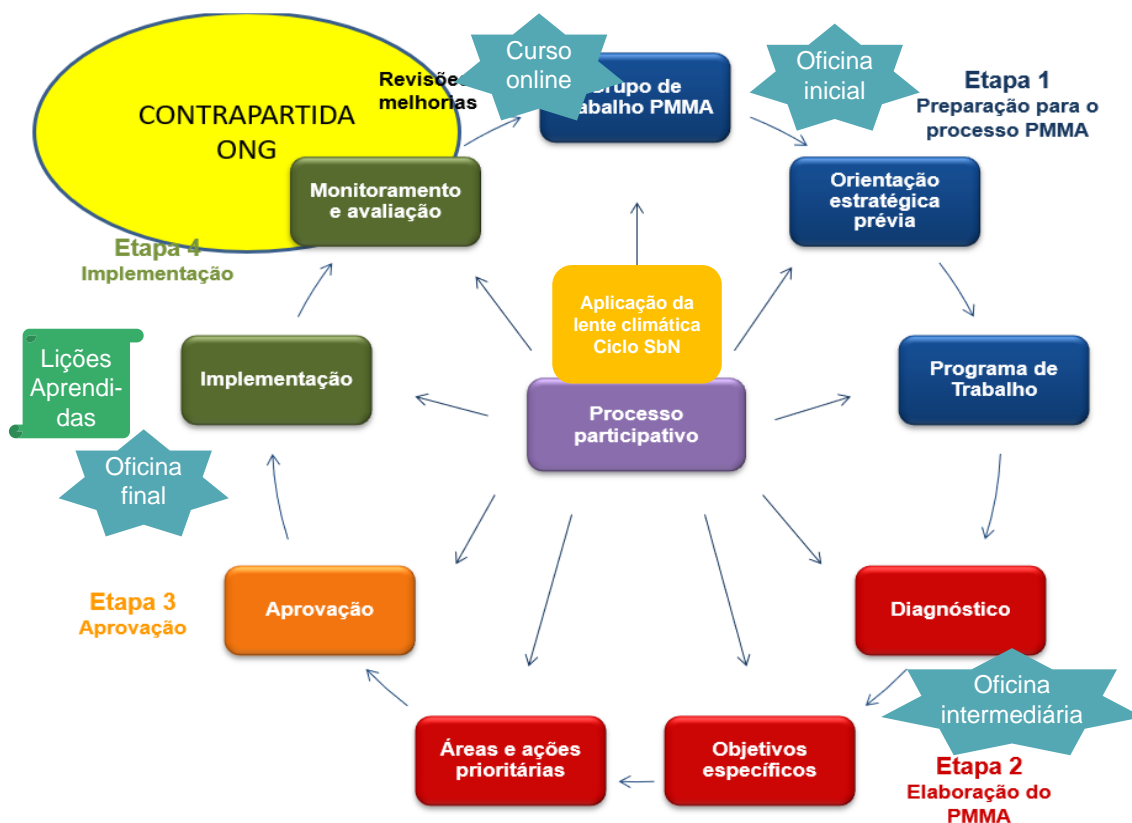 Curso
online
Oficina
inicial
Etapa 1
Preparação para o
processo PMMA
CONTRAPARTIDA
ONG
melhorias
de
PMMA
Monitoramento
e avaliação
Orientação
estratégica
prévia
Etapa 4
Implementação
Aplicação da
lente climática
Ciclo SbN
Lições
Aprendi-
das
Implementação
Programa de
Trabalho
Processo
participativo
Oficina
final
Etapa 3
Aprovação
Aprovação
Diagnóstico
Oficina
intermediária
Áreas e ações
prioritárias
Objetivos
específicos
Etapa 2
Elaboração do
PMMA